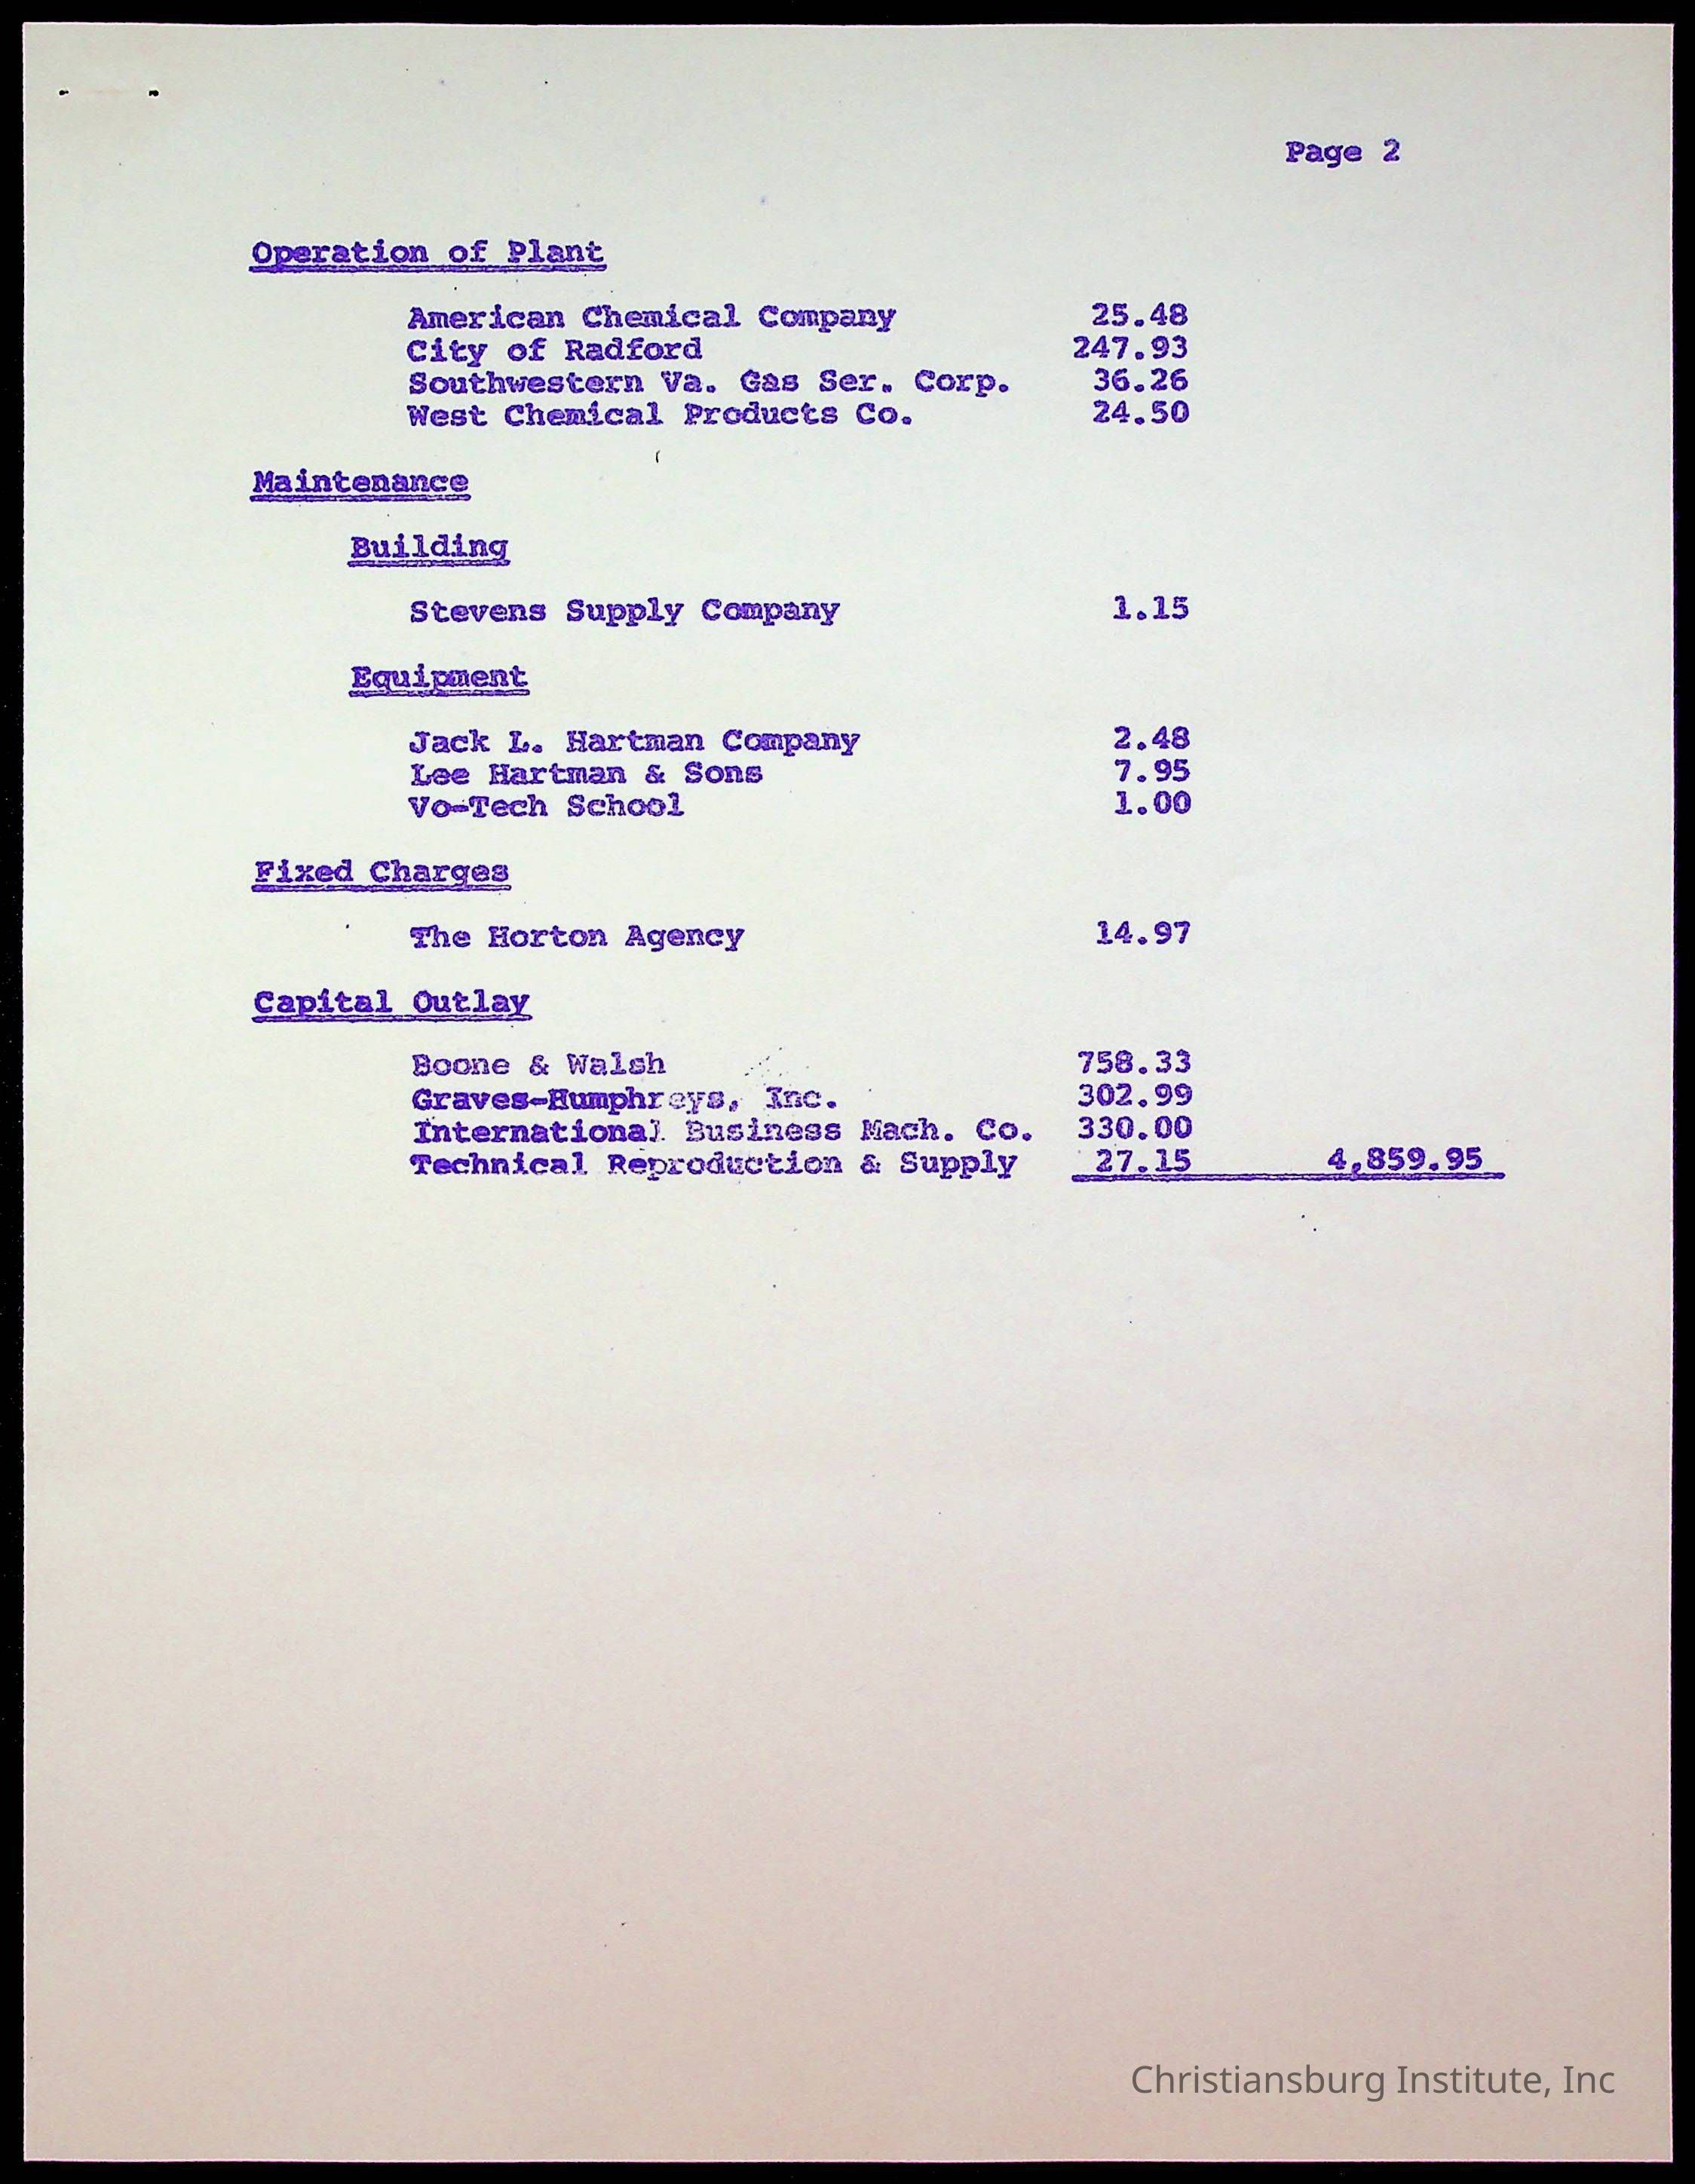 Page 2
Operation of Plant
American Chemical Company 25.48
City of Radford 247.93
Southwestern Va. Gas Ser. Corp. 36.26
West Chemical Products Co. 24.50
Maintenance
Building
Stevens Supply Company 1.15
Equipment
Jack L. Hartman Company 2.48
Lee Hartman & Sons 7.95
Vo-Tech School 1.00
Fixed Charges
The Horton Agency 14.97
Capital Outlay
Boone & Walsh 758.33
Graves-Humphreys, Inc. 302.99
International Business Mach. Co. 330.00
Technical Reproduction & Supply 27.15 4,859.95
Christiansburg Institute, Inc